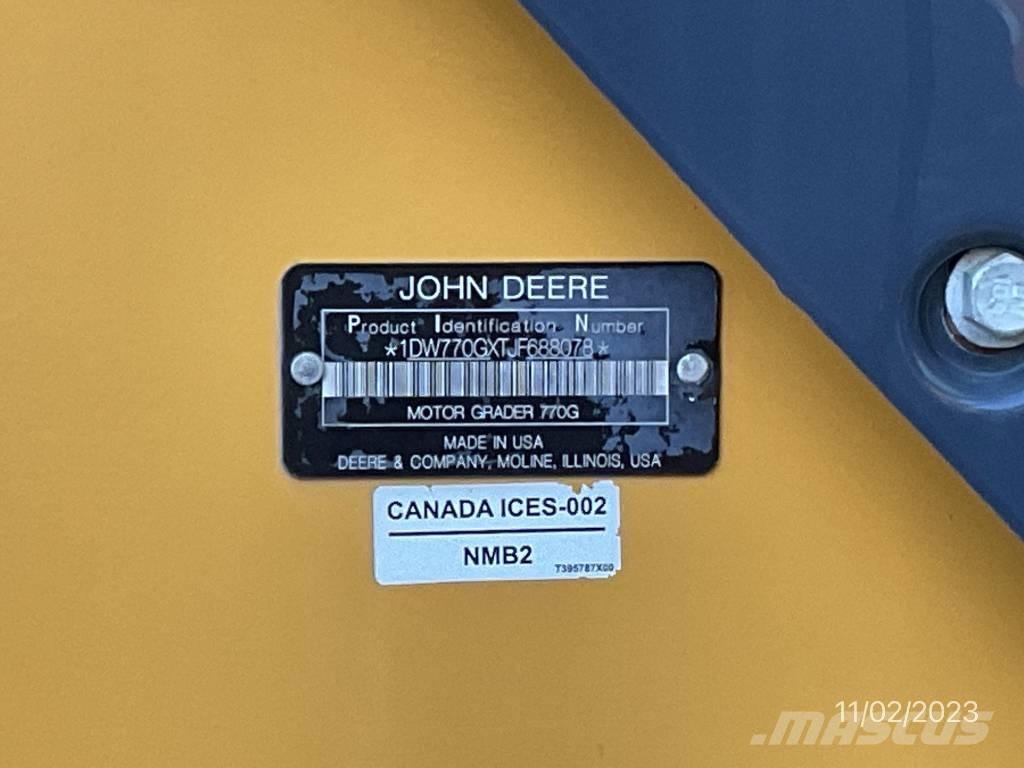 JOHN DEERE
Product Identification Number
*1DW770GXTJF688078*
MOTOR GRADER 770G
MADE IN USA
DEERE & COMPANY, MOLINE, ILLINOIS, USA
CANADA ICES-002
NMB2
T395787X00
11/02/2023
MASCUS